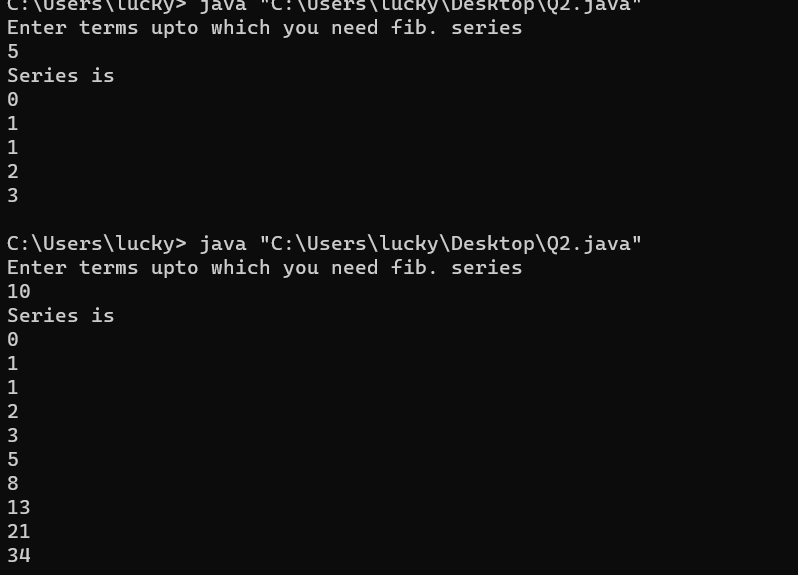 C:\Users\lucky> java "C:\Users\lucky\Desktop\Q2.java"
Enter terms upto which you need fib. series
5
Series is
0
1
1
2
3
C:\Users\lucky> java "C:\Users\lucky\Desktop\Q2.java"
Enter terms upto which you need fib. series
10
Series is
0
1
1
2
3
5
8
13
21
34